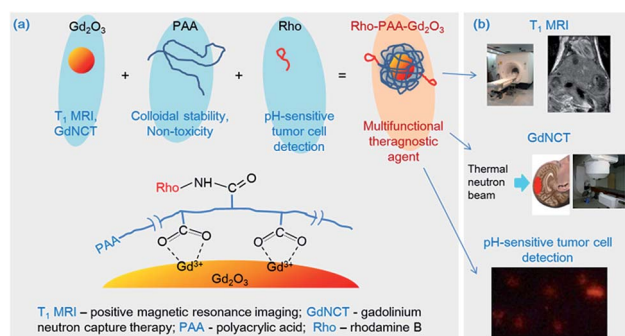 (a)
Gd2O3
PAA
Rho
Rho-PAA-Gd2O3
+
+
=
T1 MRI,
GdNCT
Colloidal stability,
Non-toxicity
pH-sensitive
tumor cell
detection
Multifunctional
theragnostic
agent
Rho
NH
C
O
PAA
O
C
O
O
C
O
Gd3+
Gd3+
Gd2O3
T1 MRI – positive magnetic resonance imaging; GdNCT - gadolinium
neutron capture therapy; PAA - polyacrylic acid; Rho – rhodamine B
(b)
T1 MRI
GdNCT
Thermal
neutron
beam
pH-sensitive tumor cell
detection